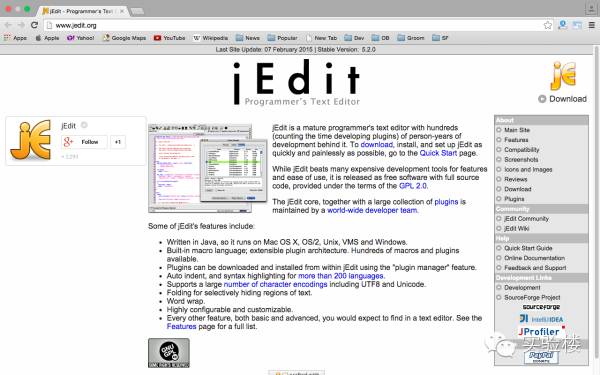 jEdit - Programmer's Text E
www.jedit.org
Apps Apple Yahoo! Google Maps YouTube Wikipedia News Popular New Tab Dev OB Groom SF
Last Site Update: 07 February 2015 | Stable Version: 5.2.0
jEdit
Programmer's Text Editor
jE
Download
jE
jEdit
g+ Follow +1
+ 3,293
jEdit is a mature programmer's text editor with hundreds
(counting the time developing plugins) of person-years of
development behind it. To download, install, and set up jEdit as
quickly and painlessly as possible, go to the Quick Start page.
While jEdit beats many expensive development tools for features
and ease of use, it is released as free software with full source
code, provided under the terms of the GPL 2.0.
The jEdit core, together with a large collection of plugins is
maintained by a world-wide developer team.
Some of jEdit's features include:
• Written in Java, so it runs on Mac OS X, OS/2, Unix, VMS and Windows.
• Built-in macro language; extensible plugin architecture. Hundreds of macros and plugins
available.
• Plugins can be downloaded and installed from within jEdit using the "plugin manager" feature.
• Auto indent, and syntax highlighting for more than 200 languages.
• Supports a large number of character encodings including UTF8 and Unicode.
• Folding for selectively hiding regions of text.
• Word wrap.
• Highly configurable and customizable.
• Every other feature, both basic and advanced, you would expect to find in a text editor. See the
Features page for a full list.
About
Main Site
Features
Compatibility
Screenshots
Icons and Images
Reviews
Download
Plugins
Community
jEdit Community
jEdit Wiki
Help
Quick Start Guide
Online Documentation
Feedback and Support
Development Links
Development
SourceForge Project
SOURCEFORGE
IntelliJ IDEA
JProfiler
PayPal
DONATE
GNU
GPL
实验楼